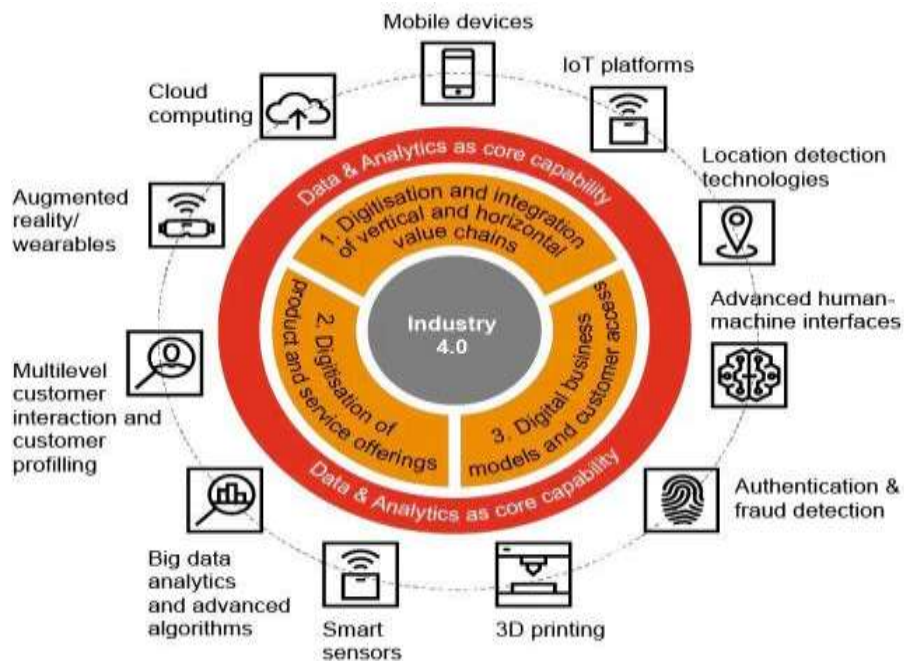 Mobile devices
IoT platforms
Location detection
technologies
Advanced human-
machine interfaces
Authentication &
fraud detection
3D printing
Smart
sensors
Big data
analytics
and advanced
algorithms
Multilevel
customer
interaction and
customer
profilling
Augmented
reality/
wearables
Cloud
computing
Data & Analytics as core capability
1. Digitisation and integration
of vertical and horizontal
value chains
2. Digitisation of
product and service offerings
3. Digital business
models and customer access
Industry
4.0
Data & Analytics as core capability